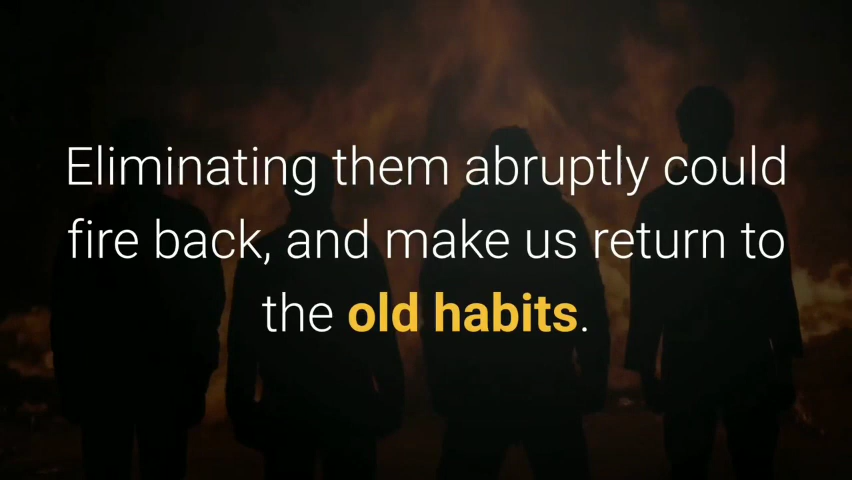 Eliminating them abruptly could
fire back, and make us return to
the old habits.